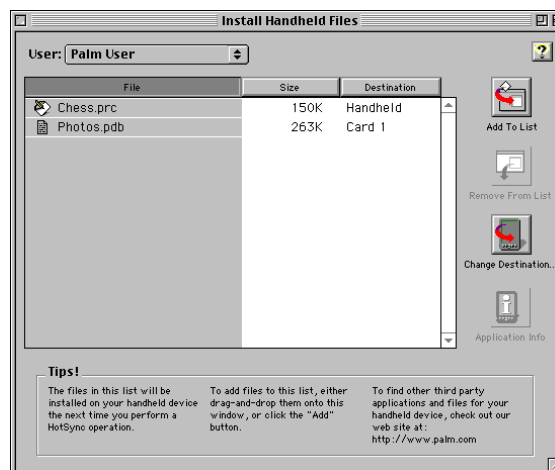 Install Handheld Files
User: Palm User
?
File Size Destination
Chess.prc 150K Handheld
Photos.pdb 263K Card 1
Add To List
Remove From List
Change Destination..
Application Info
Tips!
The files in this list will be
installed on your handheld device
the next time you perform a
HotSync operation.
To add files to this list, either
drag-and-drop them onto this
window, or click the "Add"
button.
To find other third party
applications and files for your
handheld device, check out our
web site at:
http://www.palm.com